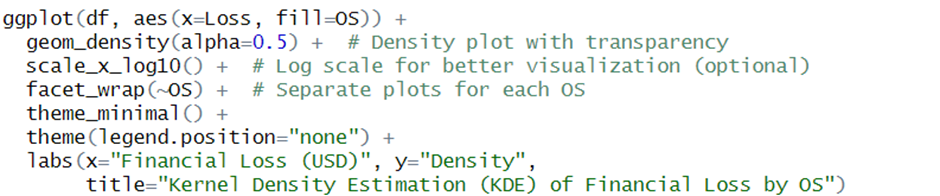 ggplot(df, aes(x=Loss, fill=OS)) +
  geom_density(alpha=0.5) +  # Density plot with transparency
  scale_x_log10() +  # Log scale for better visualization (optional)
  facet_wrap(~OS) +  # Separate plots for each OS
  theme_minimal() +
  theme(legend.position="none") +
  labs(x="Financial Loss (USD)", y="Density",
       title="Kernel Density Estimation (KDE) of Financial Loss by OS")